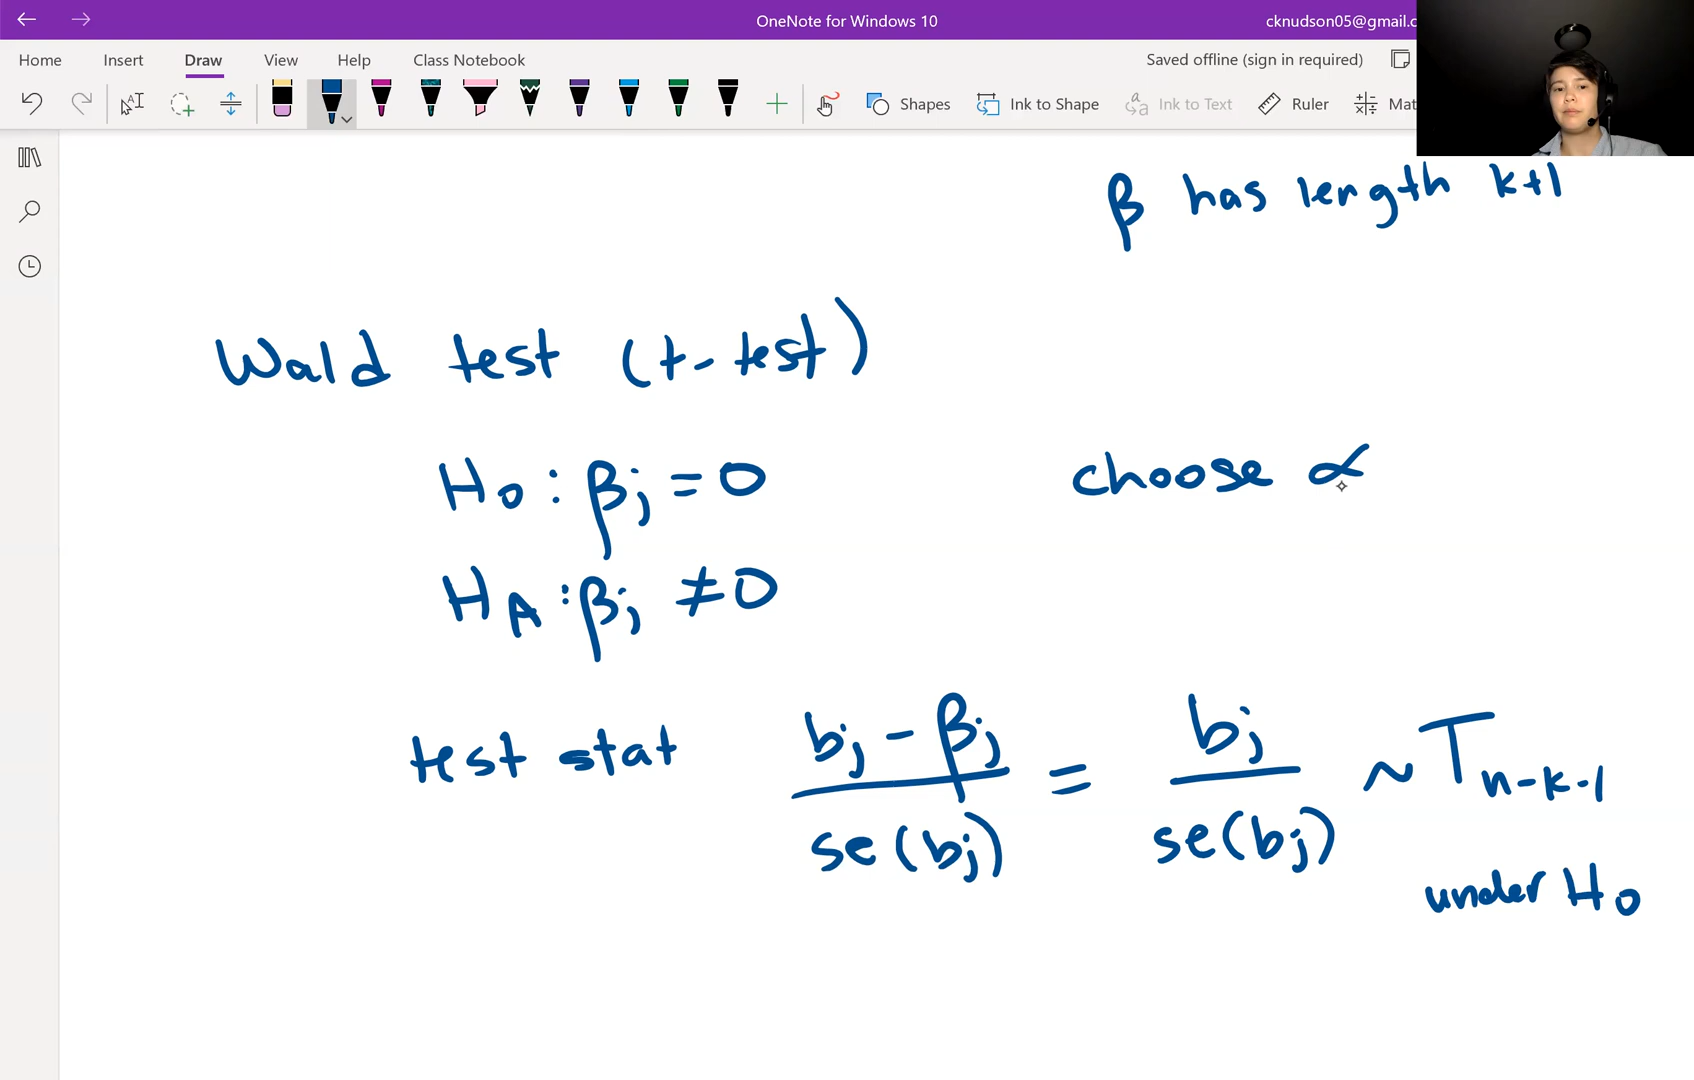 OneNote for Windows 10
cknudson05@gmail.c
Home Insert Draw View Help Class Notebook
Saved offline (sign in required)
Shapes Ink to Shape Ink to Text Ruler Mat
β has length k+1
Wald test (t-test)
H₀ : βⱼ = 0 choose α
H_A : βⱼ ≠ 0
test stat (bⱼ - βⱼ)/se(bⱼ) = bⱼ/se(bⱼ) ~ T_{n-k-1}
under H₀